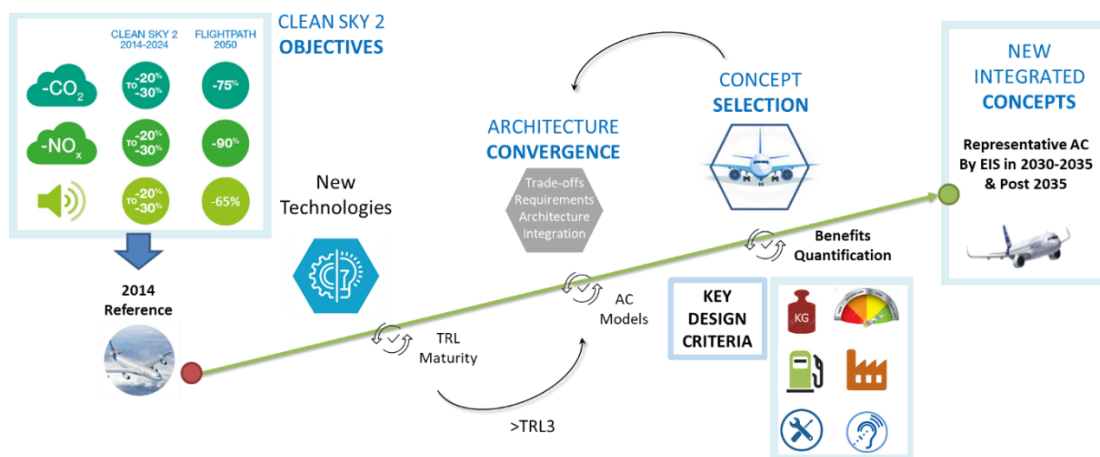 CLEAN SKY 2
2014-2024
FLIGHTPATH
2050
-CO2
-20%
TO -30%
-75%
-NOx
-20%
TO -30%
-90%
-20%
TO -30%
-65%
CLEAN SKY 2
OBJECTIVES
2014
Reference
New
Technologies
TRL
Maturity
>TRL3
ARCHITECTURE
CONVERGENCE
Trade-offs
Requirements
Architecture
Integration
AC
Models
CONCEPT
SELECTION
Benefits
Quantification
KEY
DESIGN
CRITERIA
KG
NEW
INTEGRATED
CONCEPTS
Representative AC
By EIS in 2030-2035
& Post 2035